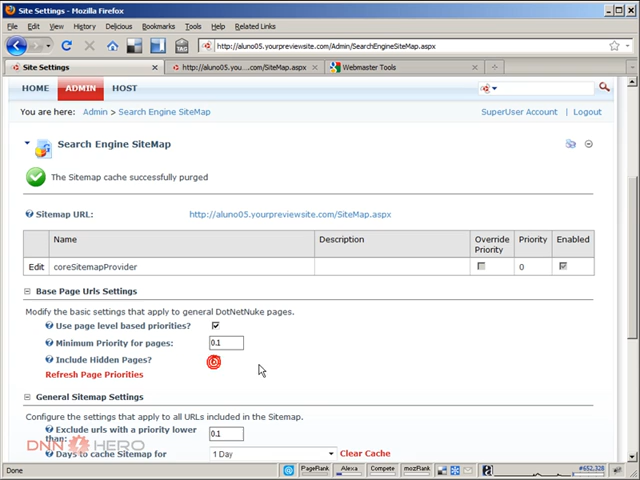 Site Settings - Mozilla Firefox
File Edit View History Delicious Bookmarks Tools Related Links
http://aluno05.yourpreviewsite.com/Admin/SearchEngineSiteMap.aspx
Site Settings
http://aluno05.you....com/SiteMap.aspx
Webmaster Tools
HOME ADMIN HOST
You are here: Admin > Search Engine SiteMap
SuperUser Account | Logout
Search Engine SiteMap
The Sitemap cache successfully purged
Sitemap URL: http://aluno05.yourpreviewsite.com/SiteMap.aspx
Name Description Override Priority Priority Enabled
Edit coreSitemapProvider 0
Base Page Urls Settings
Modify the basic settings that apply to general DotNetNuke pages.
Use page level based priorities?
Minimum Priority for pages: 0.1
Include Hidden Pages?
Refresh Page Priorities
General Sitemap Settings
Configure the settings that apply to all URLs included in the Sitemap.
Exclude urls with a priority lower than: 0.1
DNN HERO
Days to cache Sitemap for 1 Day Clear Cache
Done PageRank Alexa Compete mozRank #652,328